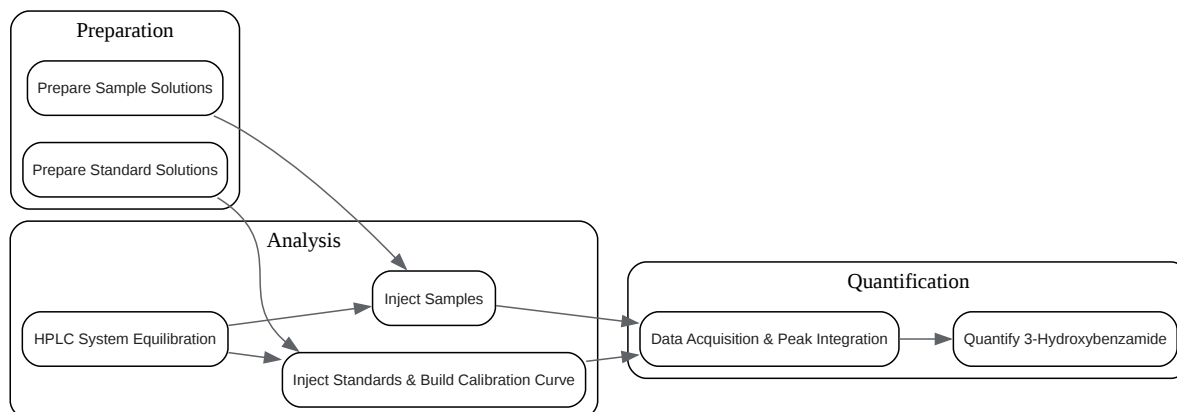 Preparation
Prepare Sample Solutions
Prepare Standard Solutions
Analysis
Inject Samples
HPLC System Equilibration
Inject Standards & Build Calibration Curve
Quantification
Data Acquisition & Peak Integration
Quantify 3-Hydroxybenzamide